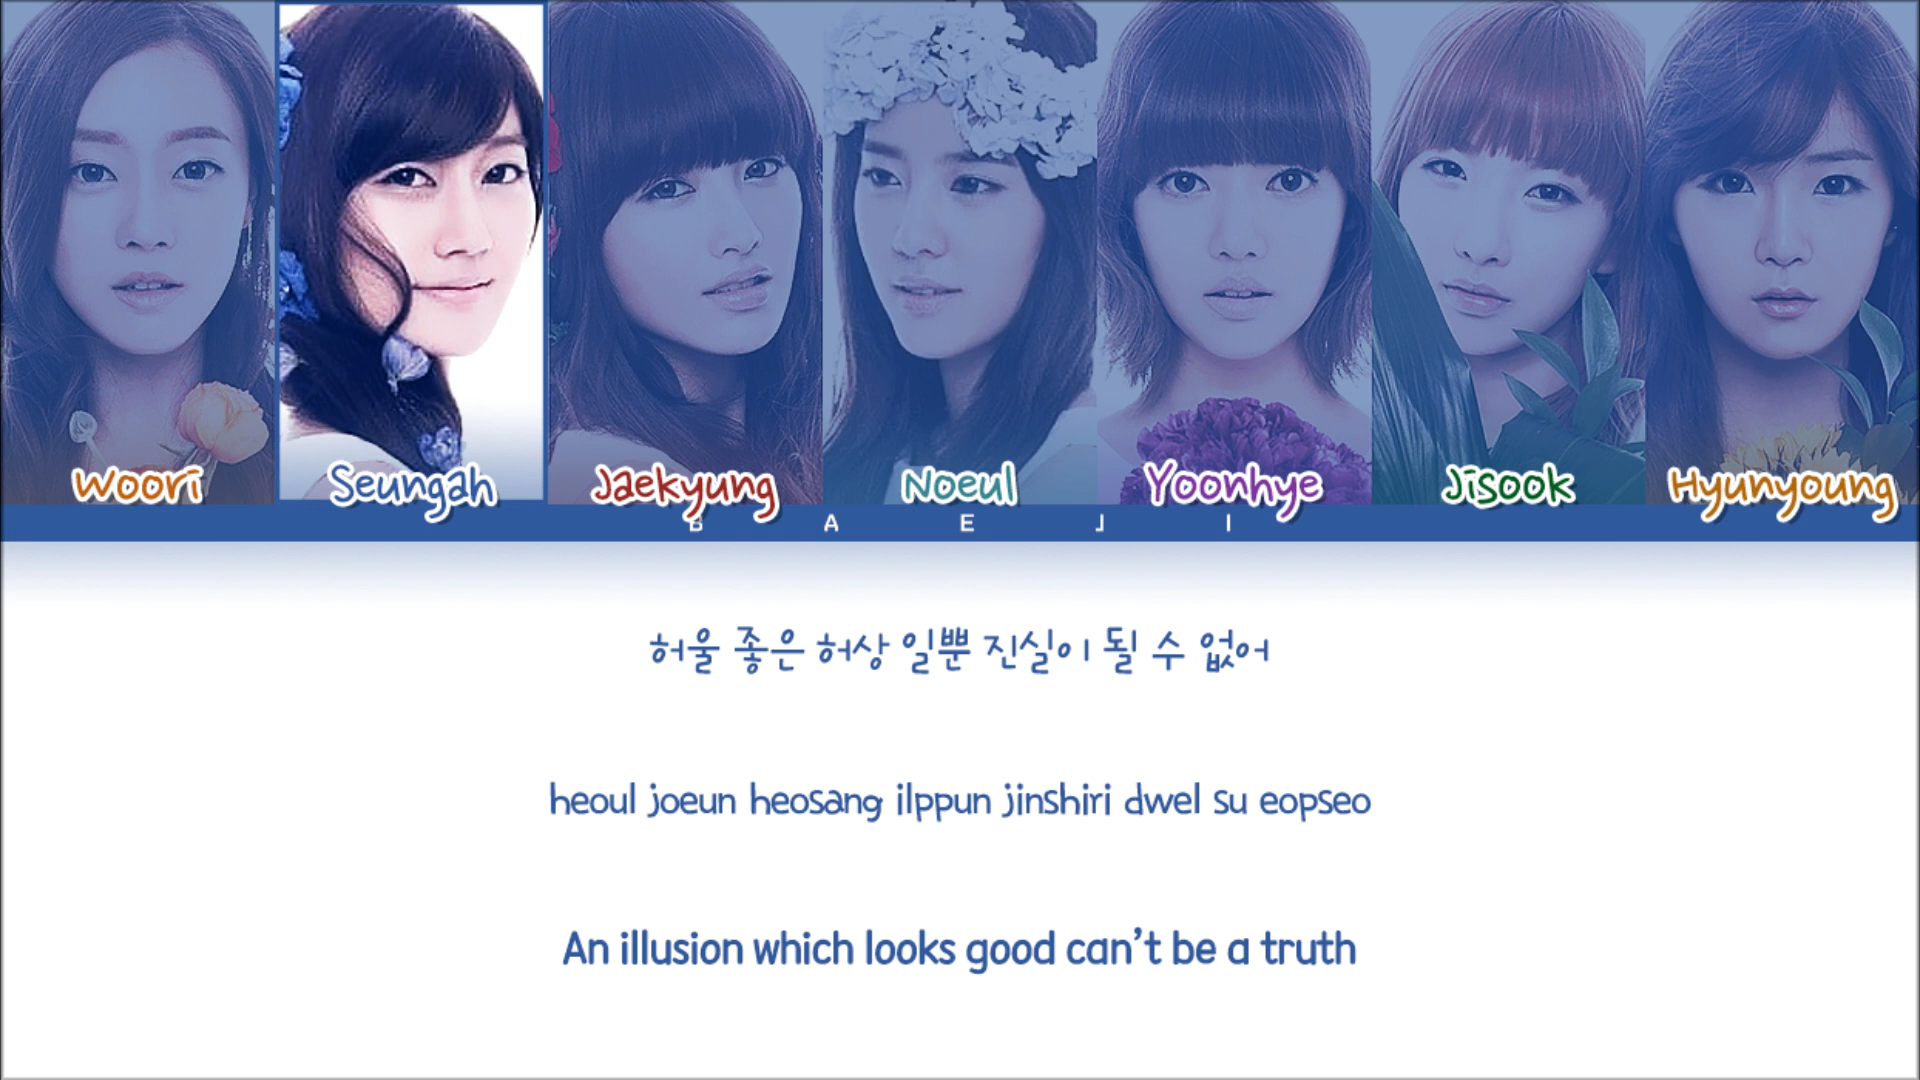 Woori Seungah Jaekyung Noeul Yoonhye Jisook Hyunyoung
B A E J I
허울 좋은 허상 일뿐 진실이 될 수 없어
heoul joeun heosang ilppun jinshiri dwel su eopseo
An illusion which looks good can't be a truth